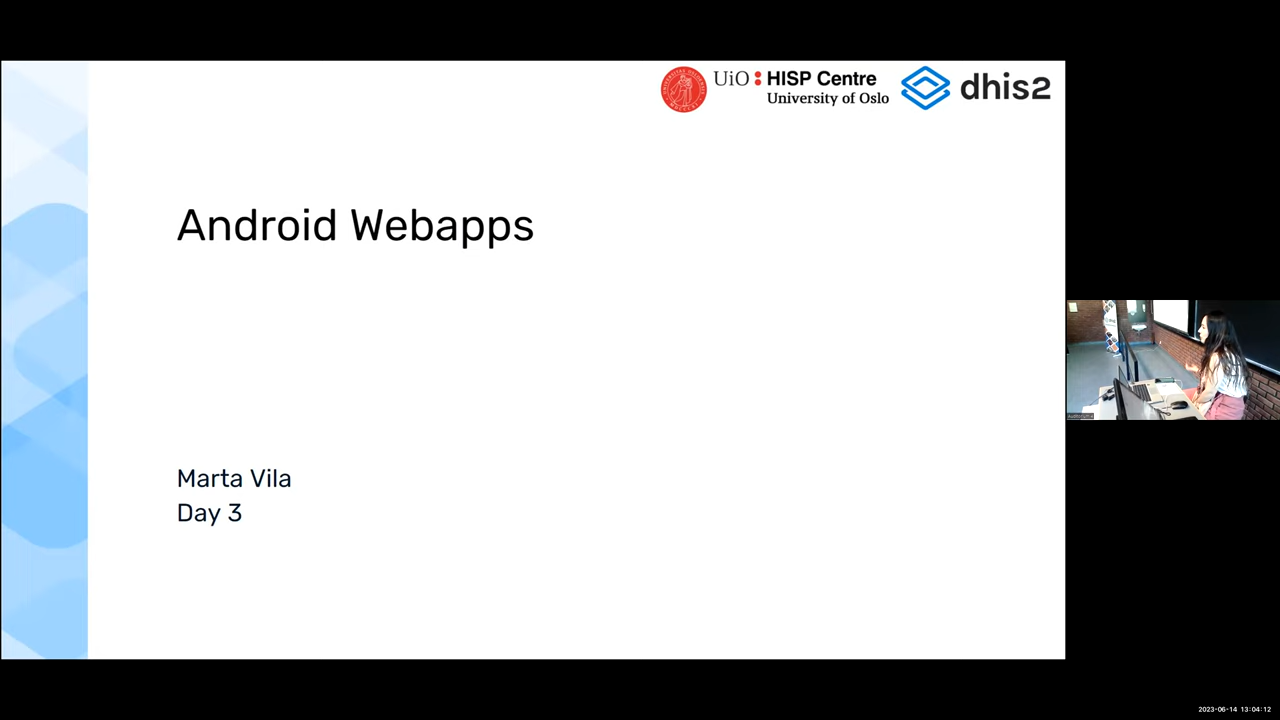 UiO : HISP Centre
University of Oslo
dhis2
Android Webapps
Marta Vila
Day 3
2023-06-14 13:04:12